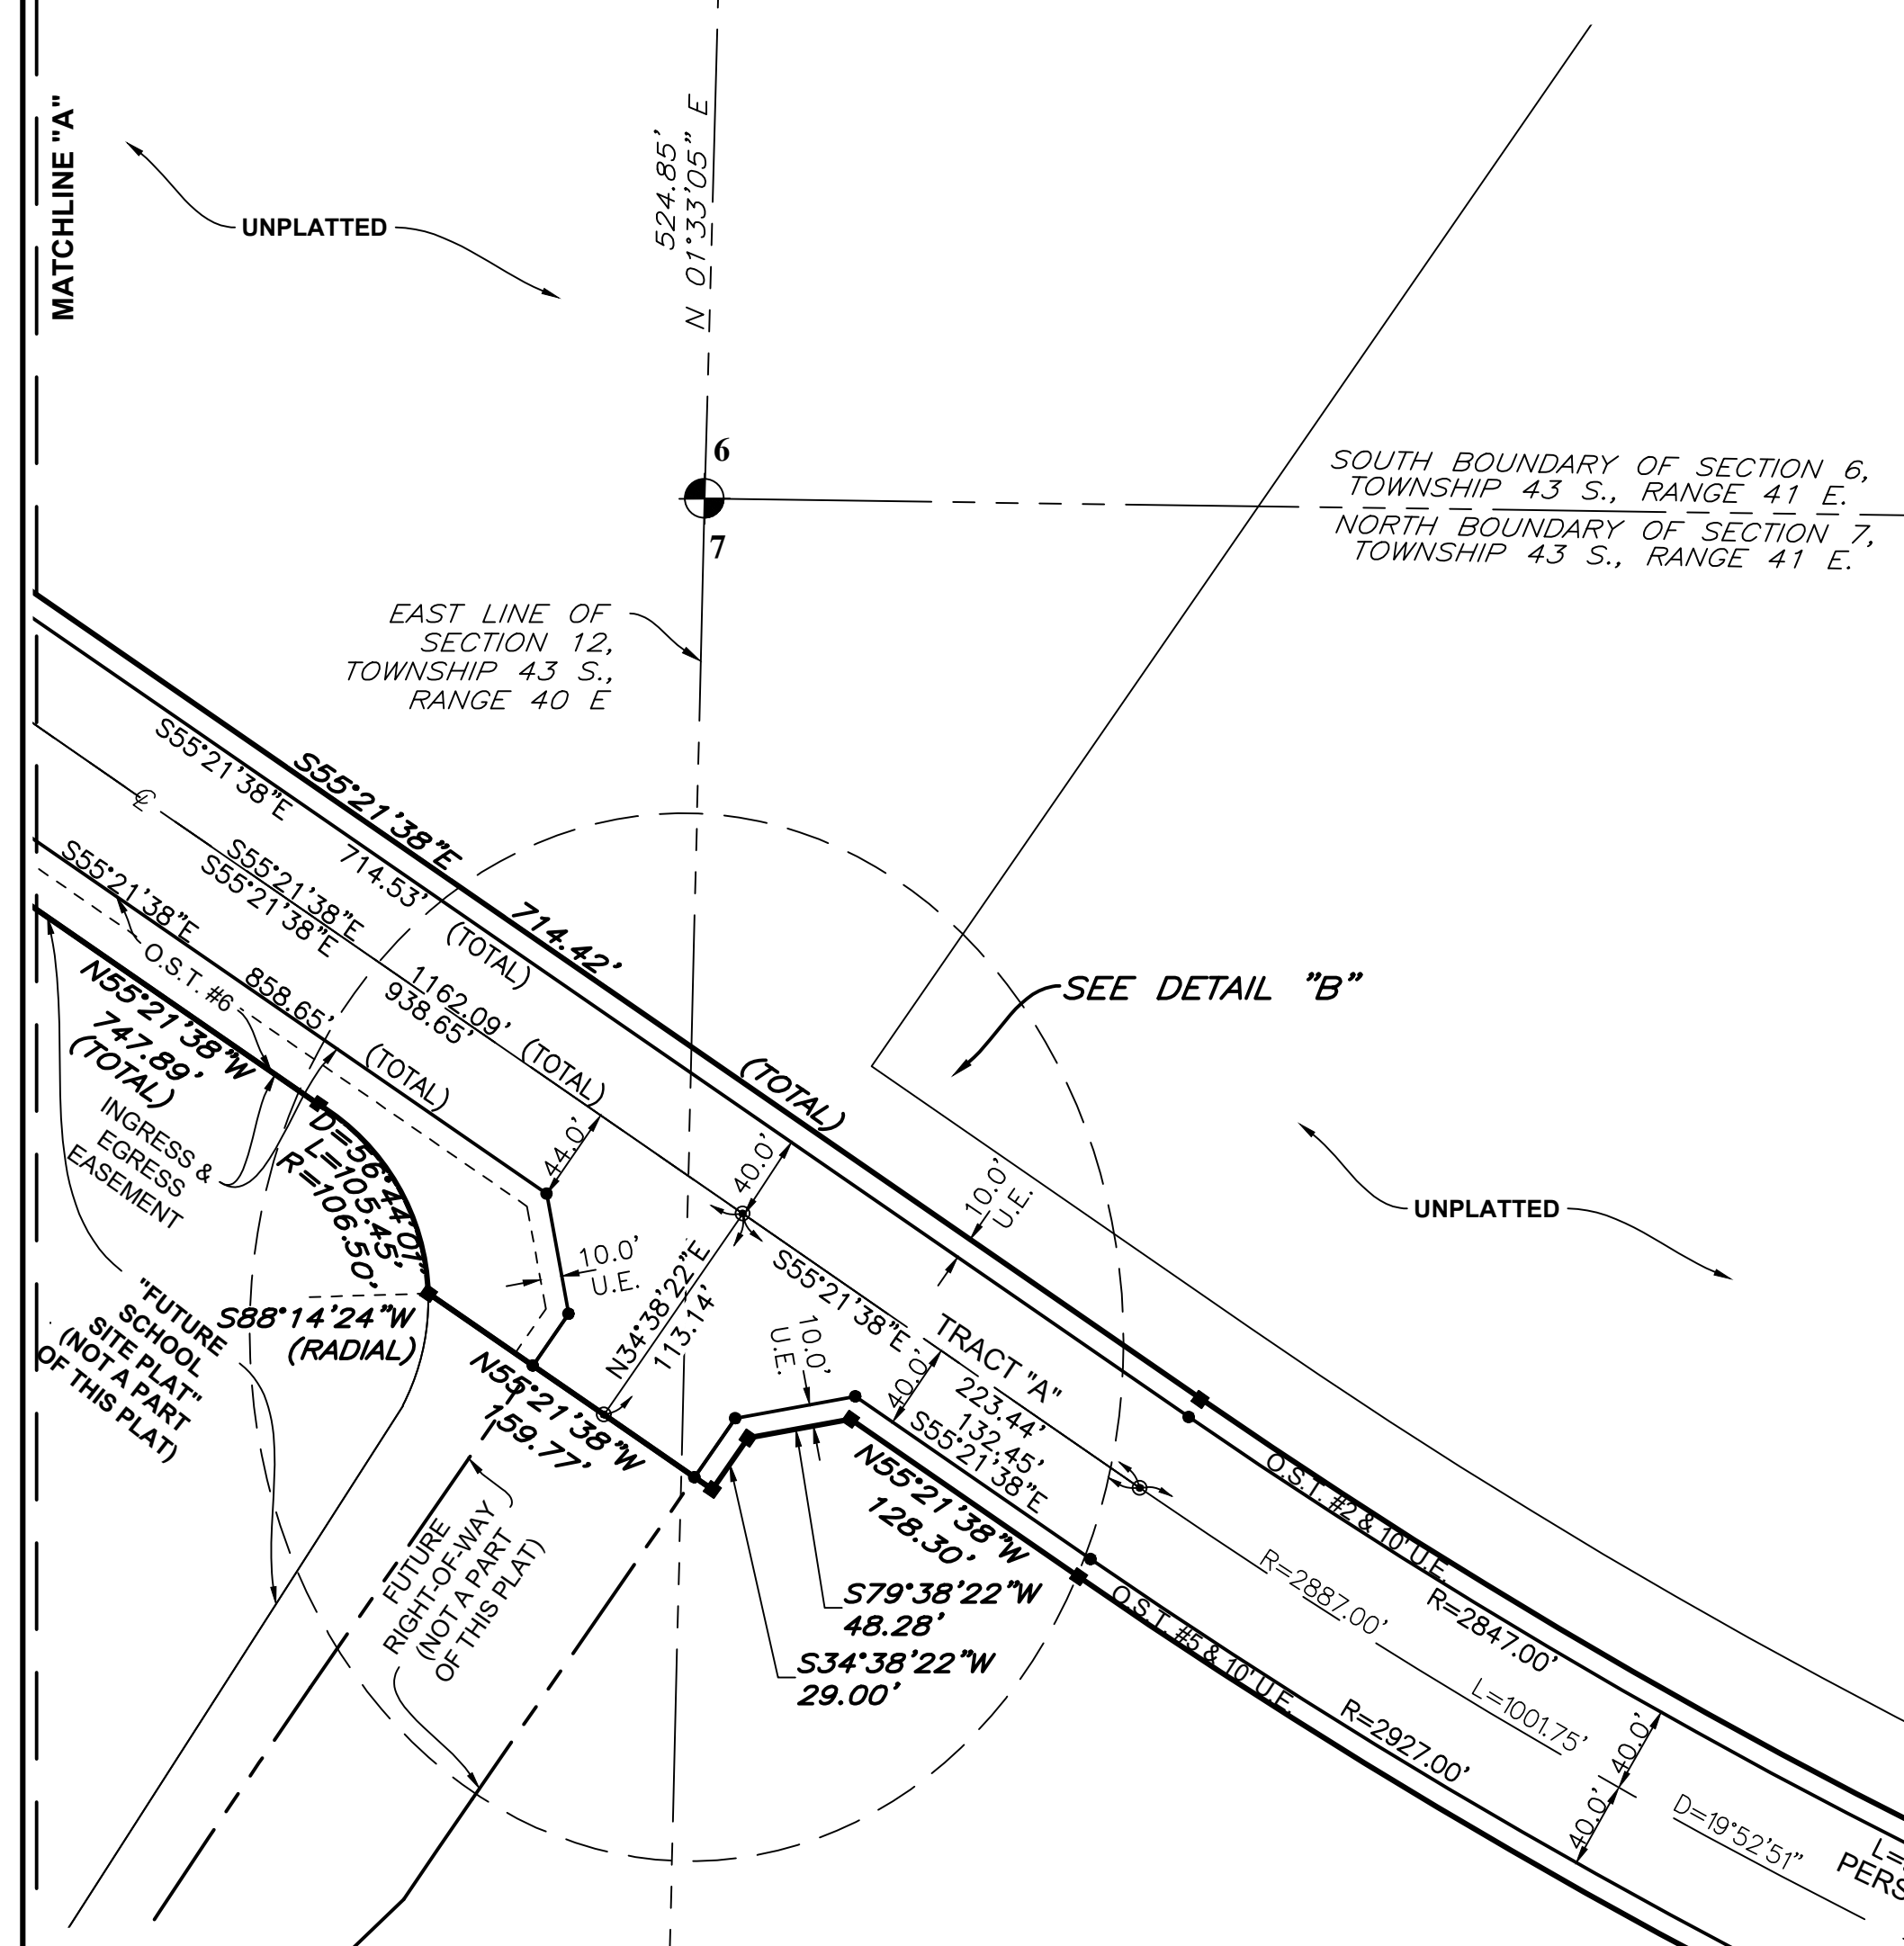 MATCHLINE "A"
UNPLATTED
524.85'
N 01°33'05" E
6
7
SOUTH BOUNDARY OF SECTION 6,
TOWNSHIP 43 S., RANGE 41 E.
NORTH BOUNDARY OF SECTION 7,
TOWNSHIP 43 S., RANGE 41 E.
EAST LINE OF
SECTION 12,
TOWNSHIP 43 S.,
RANGE 40 E
S55°21'38"E 714.42' (TOTAL)
S55°21'38"E 714.53' (TOTAL)
S55°21'38"E 1162.09' (TOTAL)
S55°21'38"E 938.65'
S55°21'38"E 858.65' (TOTAL)
O.S.T. #6
N55°21'38"W
747.89'
(TOTAL)
INGRESS &
EGRESS
EASEMENT
D=56°44'01"
L=105.45'
R=106.50'
SEE DETAIL "B"
44.0'
40.0'
10.0'
U.E.
UNPLATTED
10.0'
U.E.
N34°38'22"E
113.14'
S55°21'38"E
TRACT "A"
223.44'
132.45'
S55°21'38"E
40.0'
10.0'
U.E.
S88°14'24"W
(RADIAL)
"FUTURE
SCHOOL
SITE PLAT"
(NOT A PART
OF THIS PLAT)
N55°21'38"W
159.77'
N55°21'38"W
128.30'
S79°38'22"W
48.28'
S34°38'22"W
29.00'
FUTURE
RIGHT-OF-WAY
(NOT A PART
OF THIS PLAT)
O.S.T. #2 & 10' U.E.
R=2847.00'
R=2887.00'
L=1001.75'
D=19°52'51"
O.S.T. #5 & 10' U.E.
R=2927.00'
40.0'
40.0'
L=
PERS